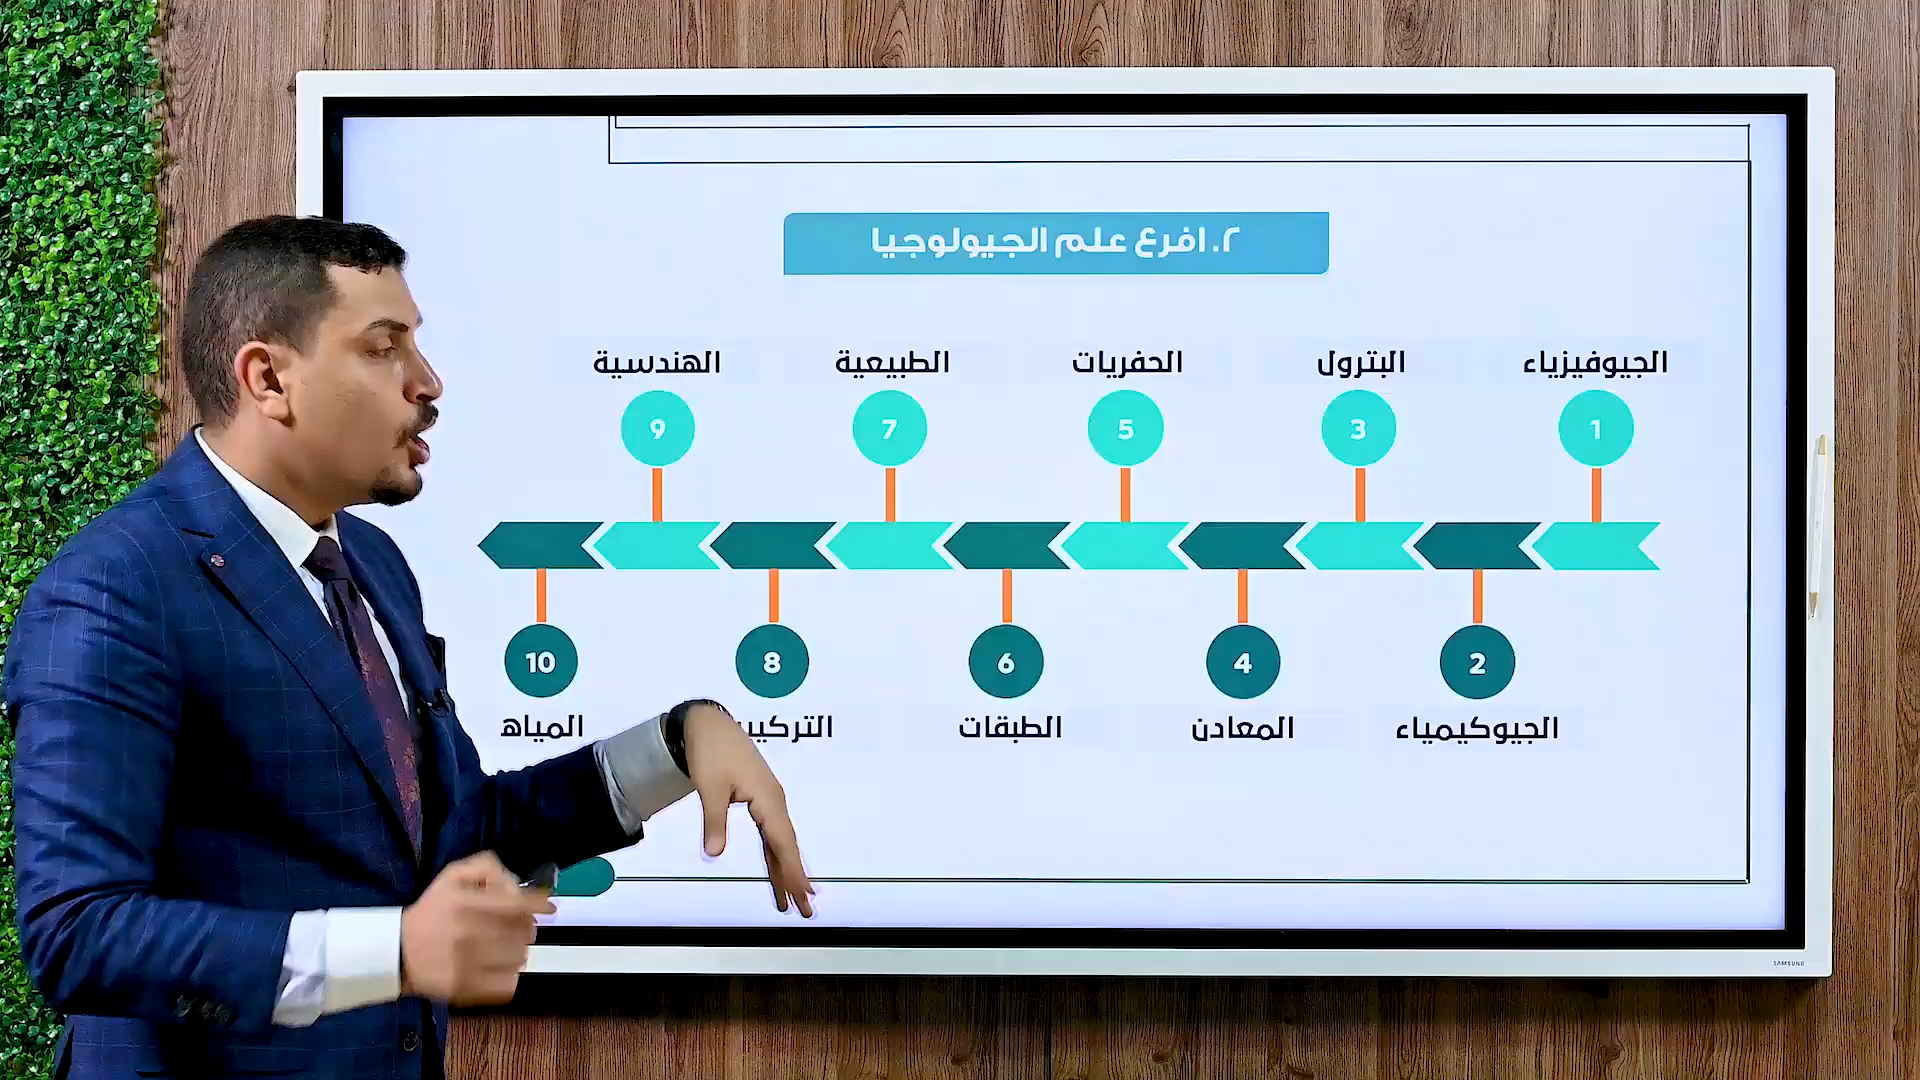 ٢. افرع علم الجيولوجيا
الجيوفيزياء
1
2
الجيوكيمياء
البترول
3
4
المعادن
الحفريات
5
6
الطبقات
الطبيعية
7
8
الهندسية
9
10
المياه
SAMSUNG